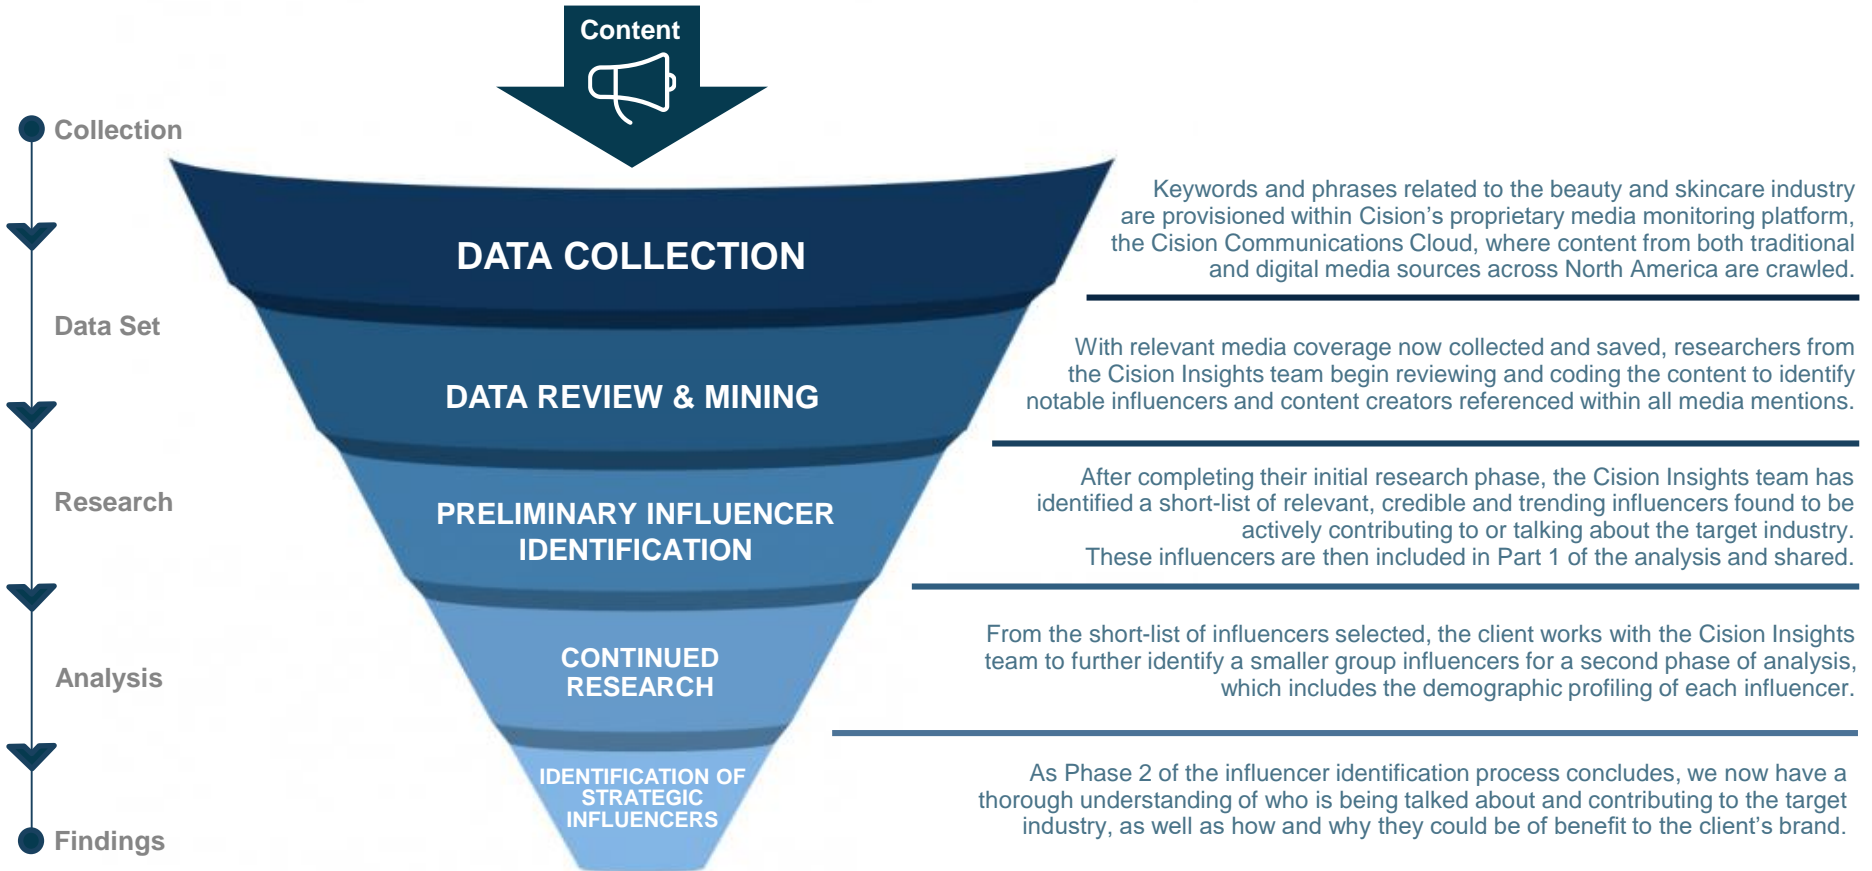 Content
Collection
Data Set
Research
Analysis
Findings
DATA COLLECTION
Keywords and phrases related to the beauty and skincare industry
are provisioned within Cision’s proprietary media monitoring platform,
the Cision Communications Cloud, where content from both traditional
and digital media sources across North America are crawled.
DATA REVIEW & MINING
With relevant media coverage now collected and saved, researchers from
the Cision Insights team begin reviewing and coding the content to identify
notable influencers and content creators referenced within all media mentions.
PRELIMINARY INFLUENCER
IDENTIFICATION
After completing their initial research phase, the Cision Insights team has
identified a short-list of relevant, credible and trending influencers found to be
actively contributing to or talking about the target industry.
These influencers are then included in Part 1 of the analysis and shared.
CONTINUED
RESEARCH
From the short-list of influencers selected, the client works with the Cision Insights
team to further identify a smaller group influencers for a second phase of analysis,
which includes the demographic profiling of each influencer.
IDENTIFICATION OF
STRATEGIC
INFLUENCERS
As Phase 2 of the influencer identification process concludes, we now have a
thorough understanding of who is being talked about and contributing to the target
industry, as well as how and why they could be of benefit to the client’s brand.